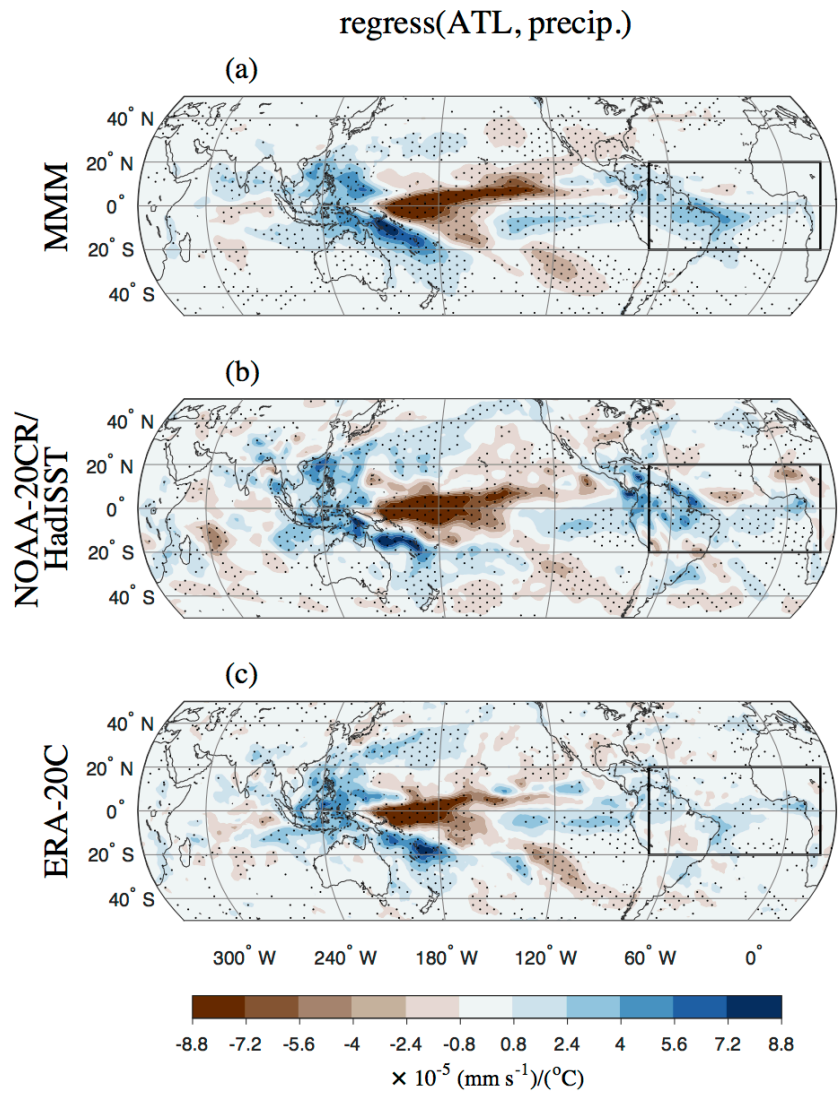 regress(ATL, precip.)
(a)
MMM
40° N
20° N
0°
20° S
40° S
(b)
NOAA-20CR/
HadISST
40° N
20° N
0°
20° S
40° S
(c)
ERA-20C
40° N
20° N
0°
20° S
40° S
300° W 240° W 180° W 120° W 60° W 0°
-8.8 -7.2 -5.6 -4 -2.4 -0.8 0.8 2.4 4 5.6 7.2 8.8
× 10⁻⁵ (mm s⁻¹)/(°C)